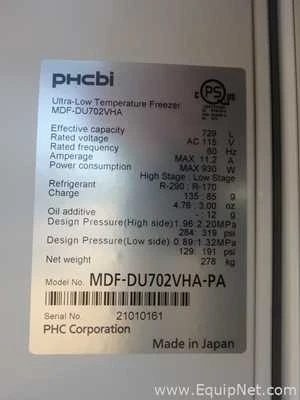 PHCbi
PS
Ultra-Low Temperature Freezer
MDF-DU702VHA
Effective capacity 729 L
Rated voltage AC 115 V
Rated frequency 60 Hz
Amperage MAX 11.2 A
Power consumption MAX 930 W
High Stage : Low Stage
Refrigerant R-290 : R-170
Charge 135 : 85 g
4.76 : 3.00 oz
Oil additive - : 12 g
Design Pressure(High side) 1.96:2.20MPa
284: 319 psi
Design Pressure(Low side) 0.89:1.32MPa
129: 191 psi
Net weight 278 kg
Model No. MDF-DU702VHA-PA
Serial No. 21010161
PHC Corporation
Made in Japan
www.EquipNet.com